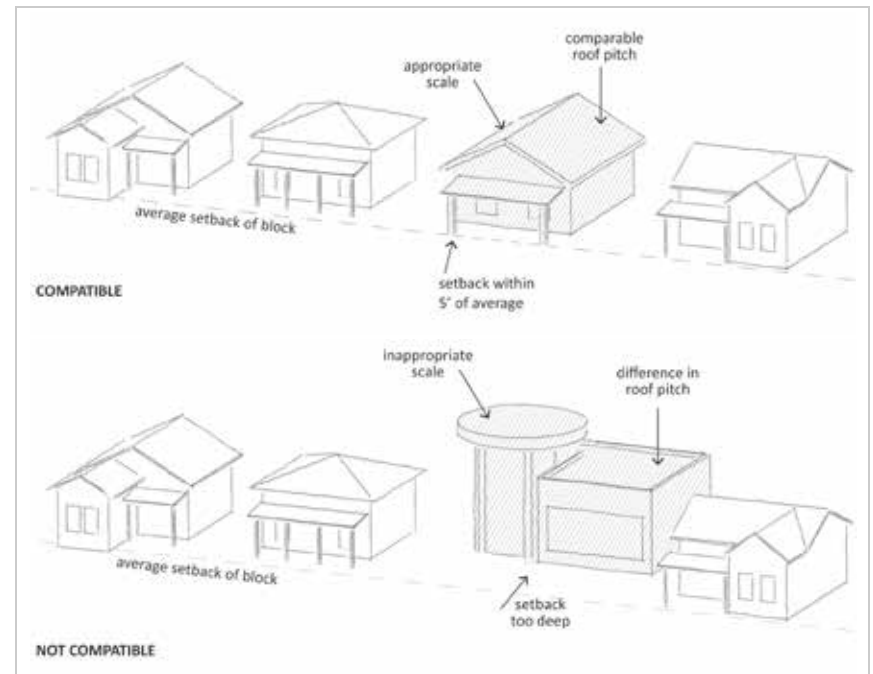 comparable
roof pitch
appropriate
scale
average setback of block
setback within
5' of average
COMPATIBLE
inappropriate
scale
difference in
roof pitch
average setback of block
setback
too deep
NOT COMPATIBLE